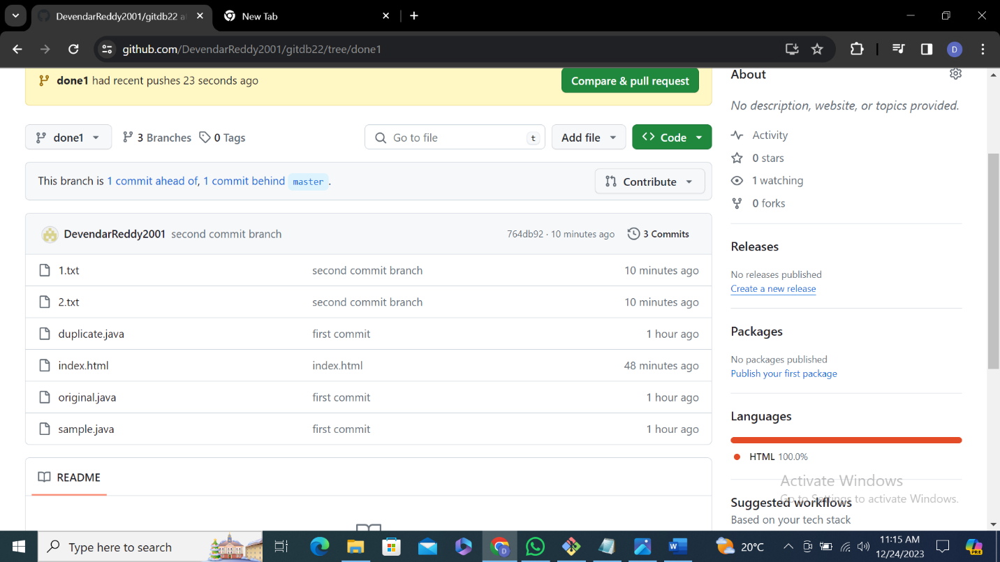 DevendarReddy2001/gitdb22 a
New Tab
github.com/DevendarReddy2001/gitdb22/tree/done1
D
done1 had recent pushes 23 seconds ago
Compare & pull request
done1
3 Branches
0 Tags
Go to file
t
Add file
Code
This branch is 1 commit ahead of, 1 commit behind master .
Contribute
DevendarReddy2001 second commit branch
764db92 · 10 minutes ago
3 Commits
1.txt second commit branch 10 minutes ago
2.txt second commit branch 10 minutes ago
duplicate.java first commit 1 hour ago
index.html index.html 48 minutes ago
original.java first commit 1 hour ago
sample.java first commit 1 hour ago
README
About
No description, website, or topics provided.
Activity
0 stars
1 watching
0 forks
Releases
No releases published
Create a new release
Packages
No packages published
Publish your first package
Languages
HTML 100.0%
Activate Windows
Go to Settings to activate Windows.
Suggested workflows
Based on your tech stack
Type here to search
D
W
20°C
11:15 AM
12/24/2023
PRE